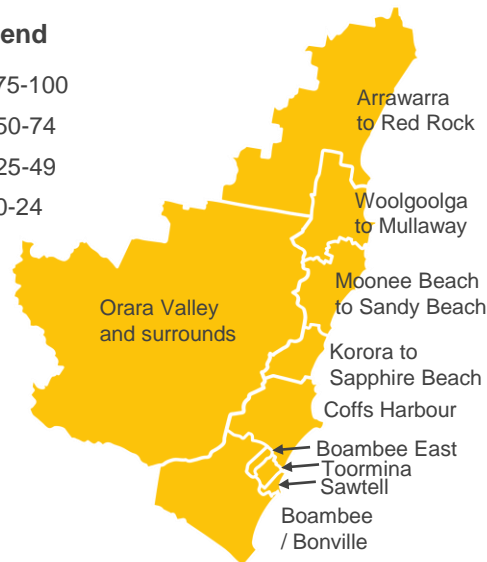 end
75-100
50-74
25-49
0-24
Arrawarra
to Red Rock
Woolgoolga
to Mullaway
Moonee Beach
to Sandy Beach
Orara Valley
and surrounds
Korora to
Sapphire Beach
Coffs Harbour
Boambee East
Toormina
Sawtell
Boambee
/ Bonville